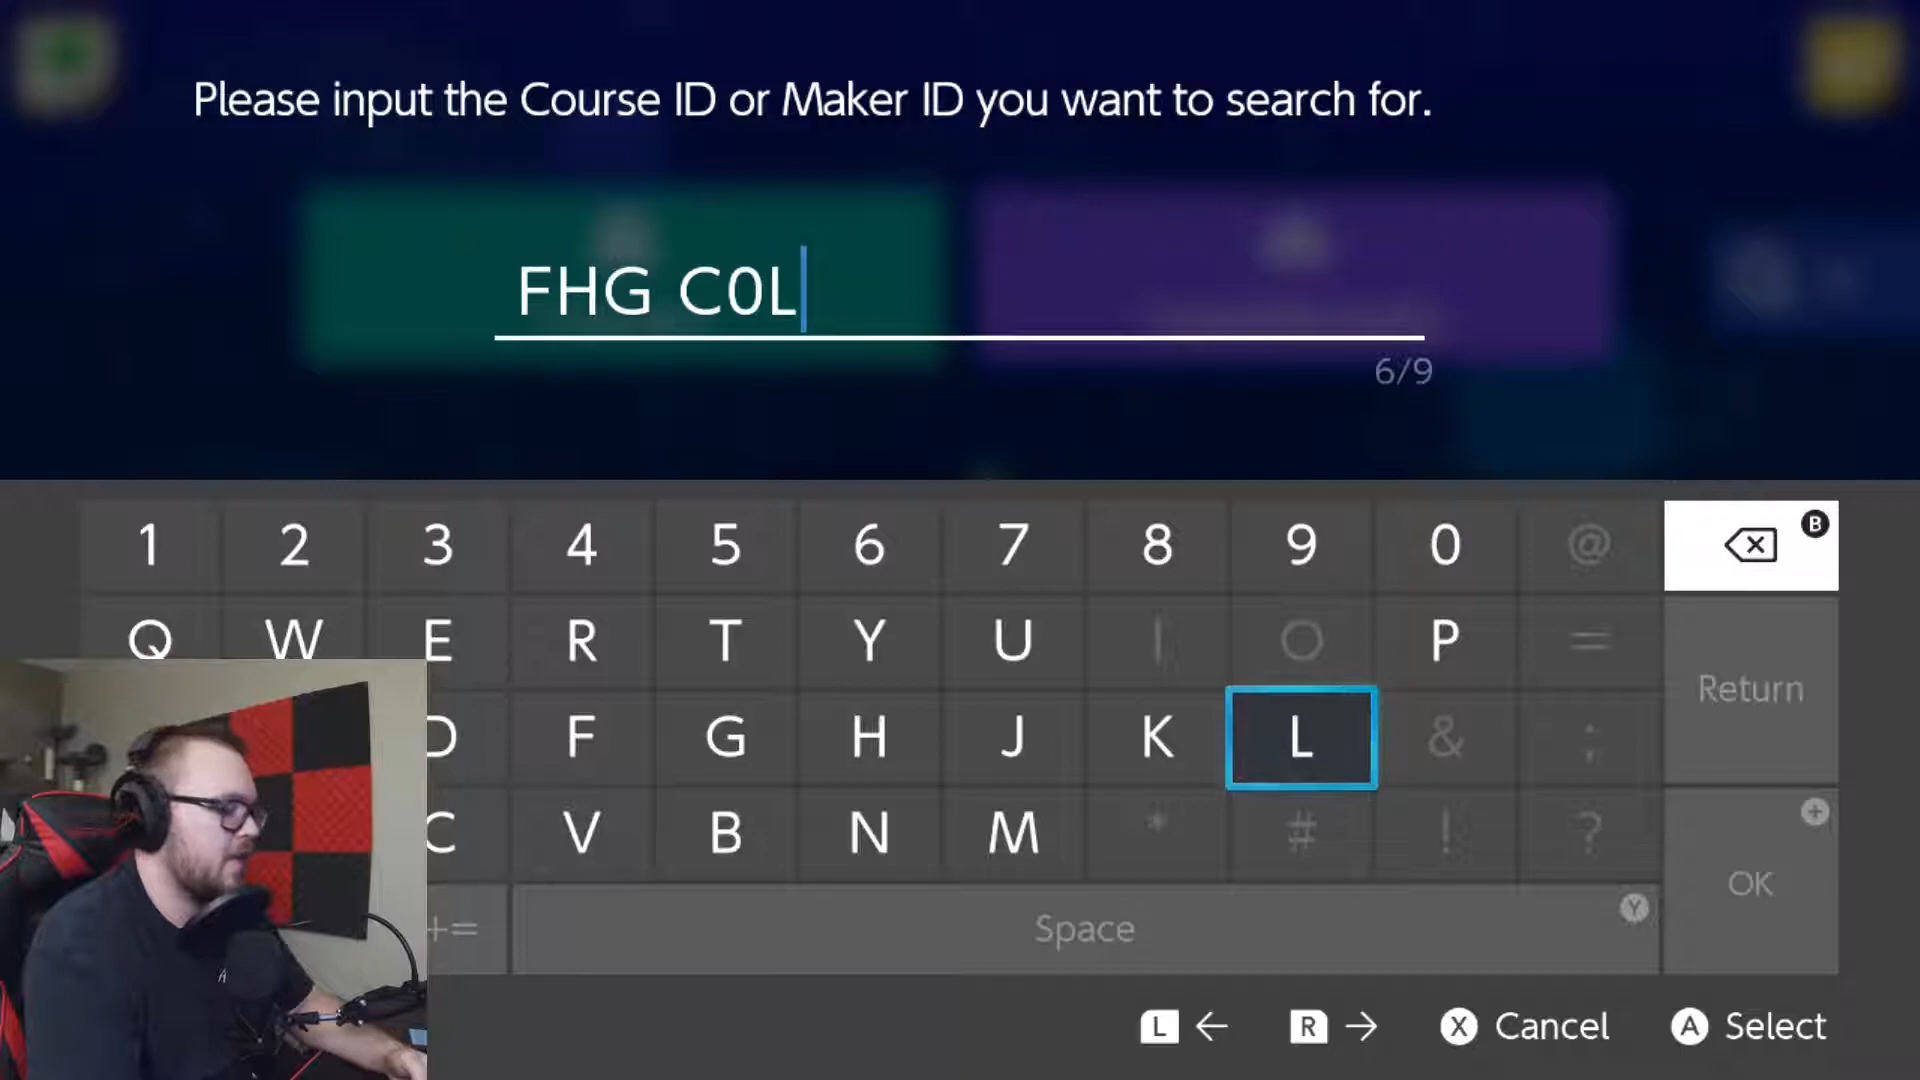 Please input the Course ID or Maker ID you want to search for.
FHG C0L
6/9
1 2 3 4 5 6 7 8 9 0 @ B
Q W E R T Y U I O P =
Return
D F G H J K L & ;
C V B N M * # ! ? +
OK
+= Space Y
L ← R → X Cancel A Select